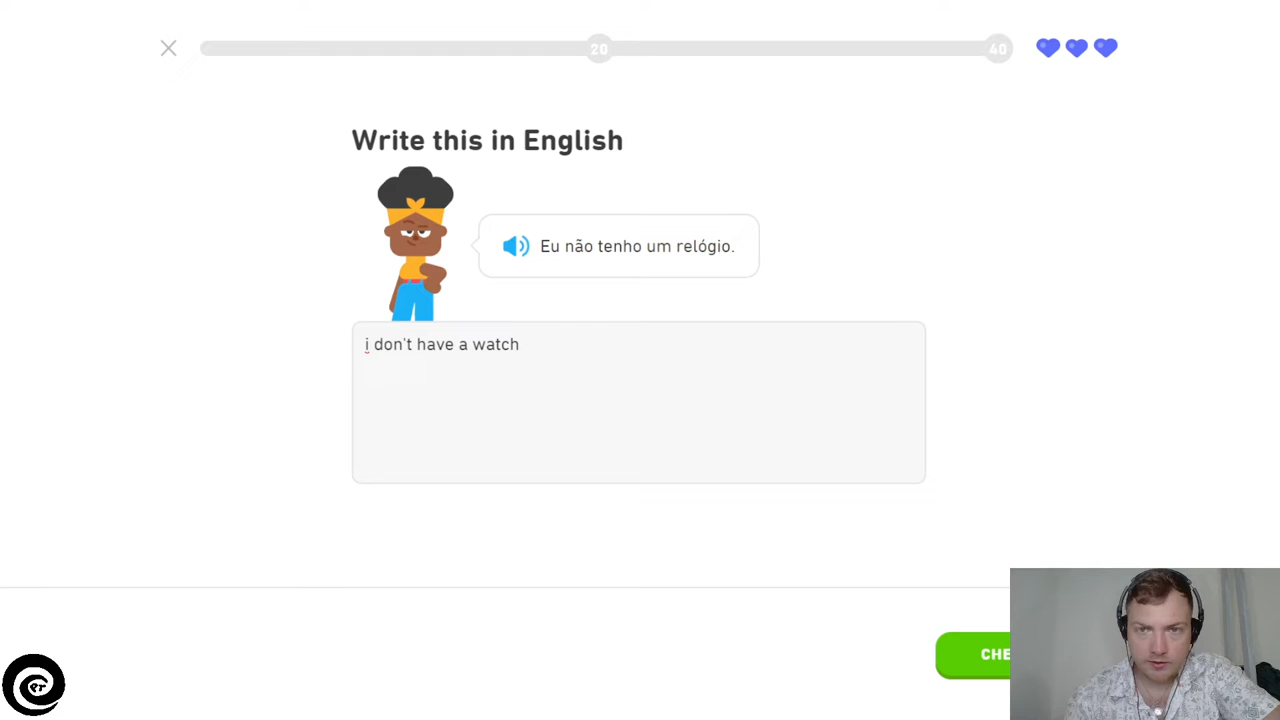 20
40
Write this in English
Eu não tenho um relógio.
i don't have a watch
CHE